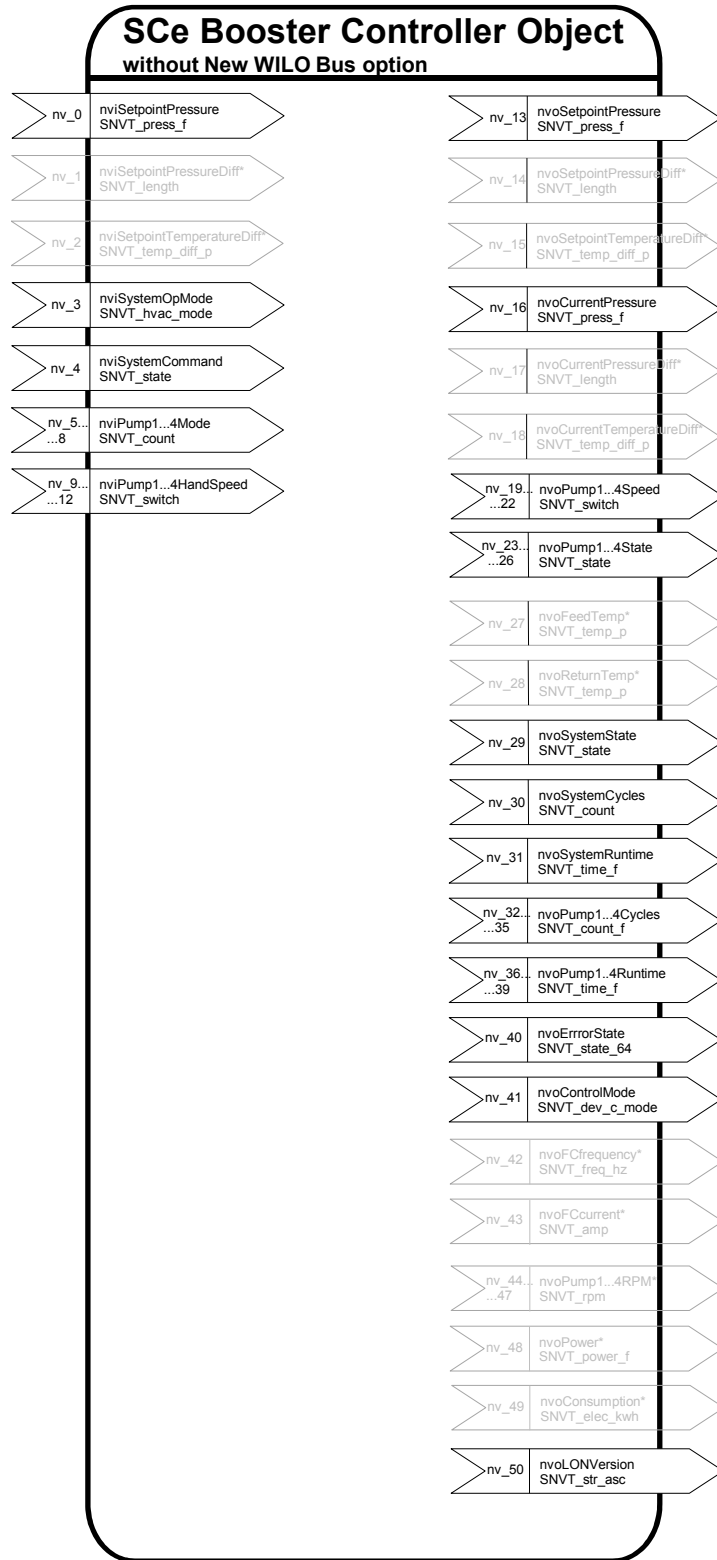 SCe Booster Controller Object
without New WILO Bus option
nv_0
nviSetpointPressure
SNVT_press_f
nv_1
nviSetpointPressureDiff*
SNVT_length
nv_2
nviSetpointTemperatureDiff*
SNVT_temp_diff_p
nv_3
nviSystemOpMode
SNVT_hvac_mode
nv_4
nviSystemCommand
SNVT_state
nv_5...
...8
nviPump1...4Mode
SNVT_count
nv_9...
...12
nviPump1...4HandSpeed
SNVT_switch
nv_13
nvoSetpointPressure
SNVT_press_f
nv_14
nvoSetpointPressureDiff*
SNVT_length
nv_15
nvoSetpointTemperatureDiff*
SNVT_temp_diff_p
nv_16
nvoCurrentPressure
SNVT_press_f
nv_17
nvoCurrentPressureDiff*
SNVT_length
nv_18
nvoCurrentTemperatureDiff*
SNVT_temp_diff_p
nv_19...
...22
nvoPump1...4Speed
SNVT_switch
nv_23...
...26
nvoPump1...4State
SNVT_state
nv_27
nvoFeedTemp*
SNVT_temp_p
nv_28
nvoReturnTemp*
SNVT_temp_p
nv_29
nvoSystemState
SNVT_state
nv_30
nvoSystemCycles
SNVT_count
nv_31
nvoSystemRuntime
SNVT_time_f
nv_32...
...35
nvoPump1...4Cycles
SNVT_count_f
nv_36...
...39
nvoPump1..4Runtime
SNVT_time_f
nv_40
nvoErrrorState
SNVT_state_64
nv_41
nvoControlMode
SNVT_dev_c_mode
nv_42
nvoFCfrequency*
SNVT_freq_hz
nv_43
nvoFCcurrent*
SNVT_amp
nv_44...
...47
nvoPump1...4RPM*
SNVT_rpm
nv_48
nvoPower*
SNVT_power_f
nv_49
nvoConsumption*
SNVT_elec_kwh
nv_50
nvoLONVersion
SNVT_str_asc